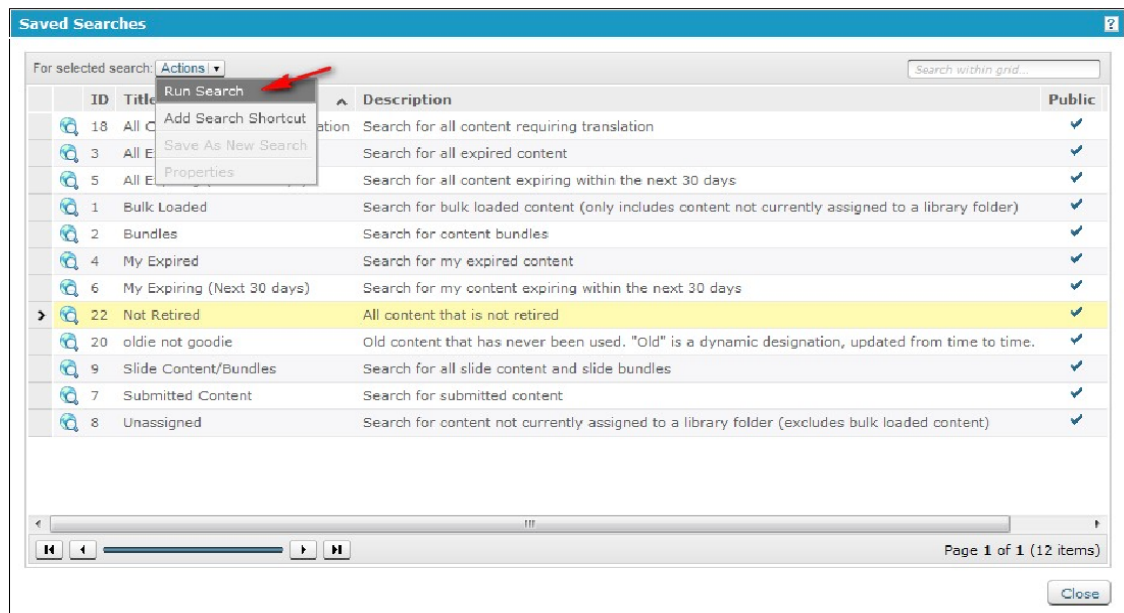 Saved Searches ?
For selected search: Actions Search within grid...
Run Search
Add Search Shortcut
Save As New Search
Properties
ID Title Description Public
18 All C ation Search for all content requiring translation
3 All E Search for all expired content
5 All E Search for all content expiring within the next 30 days
1 Bulk Loaded Search for bulk loaded content (only includes content not currently assigned to a library folder)
2 Bundles Search for content bundles
4 My Expired Search for my expired content
6 My Expiring (Next 30 days) Search for my content expiring within the next 30 days
22 Not Retired All content that is not retired
20 oldie not goodie Old content that has never been used. "Old" is a dynamic designation, updated from time to time.
9 Slide Content/Bundles Search for all slide content and slide bundles
7 Submitted Content Search for submitted content
8 Unassigned Search for content not currently assigned to a library folder (excludes bulk loaded content)
Page 1 of 1 (12 items)
Close